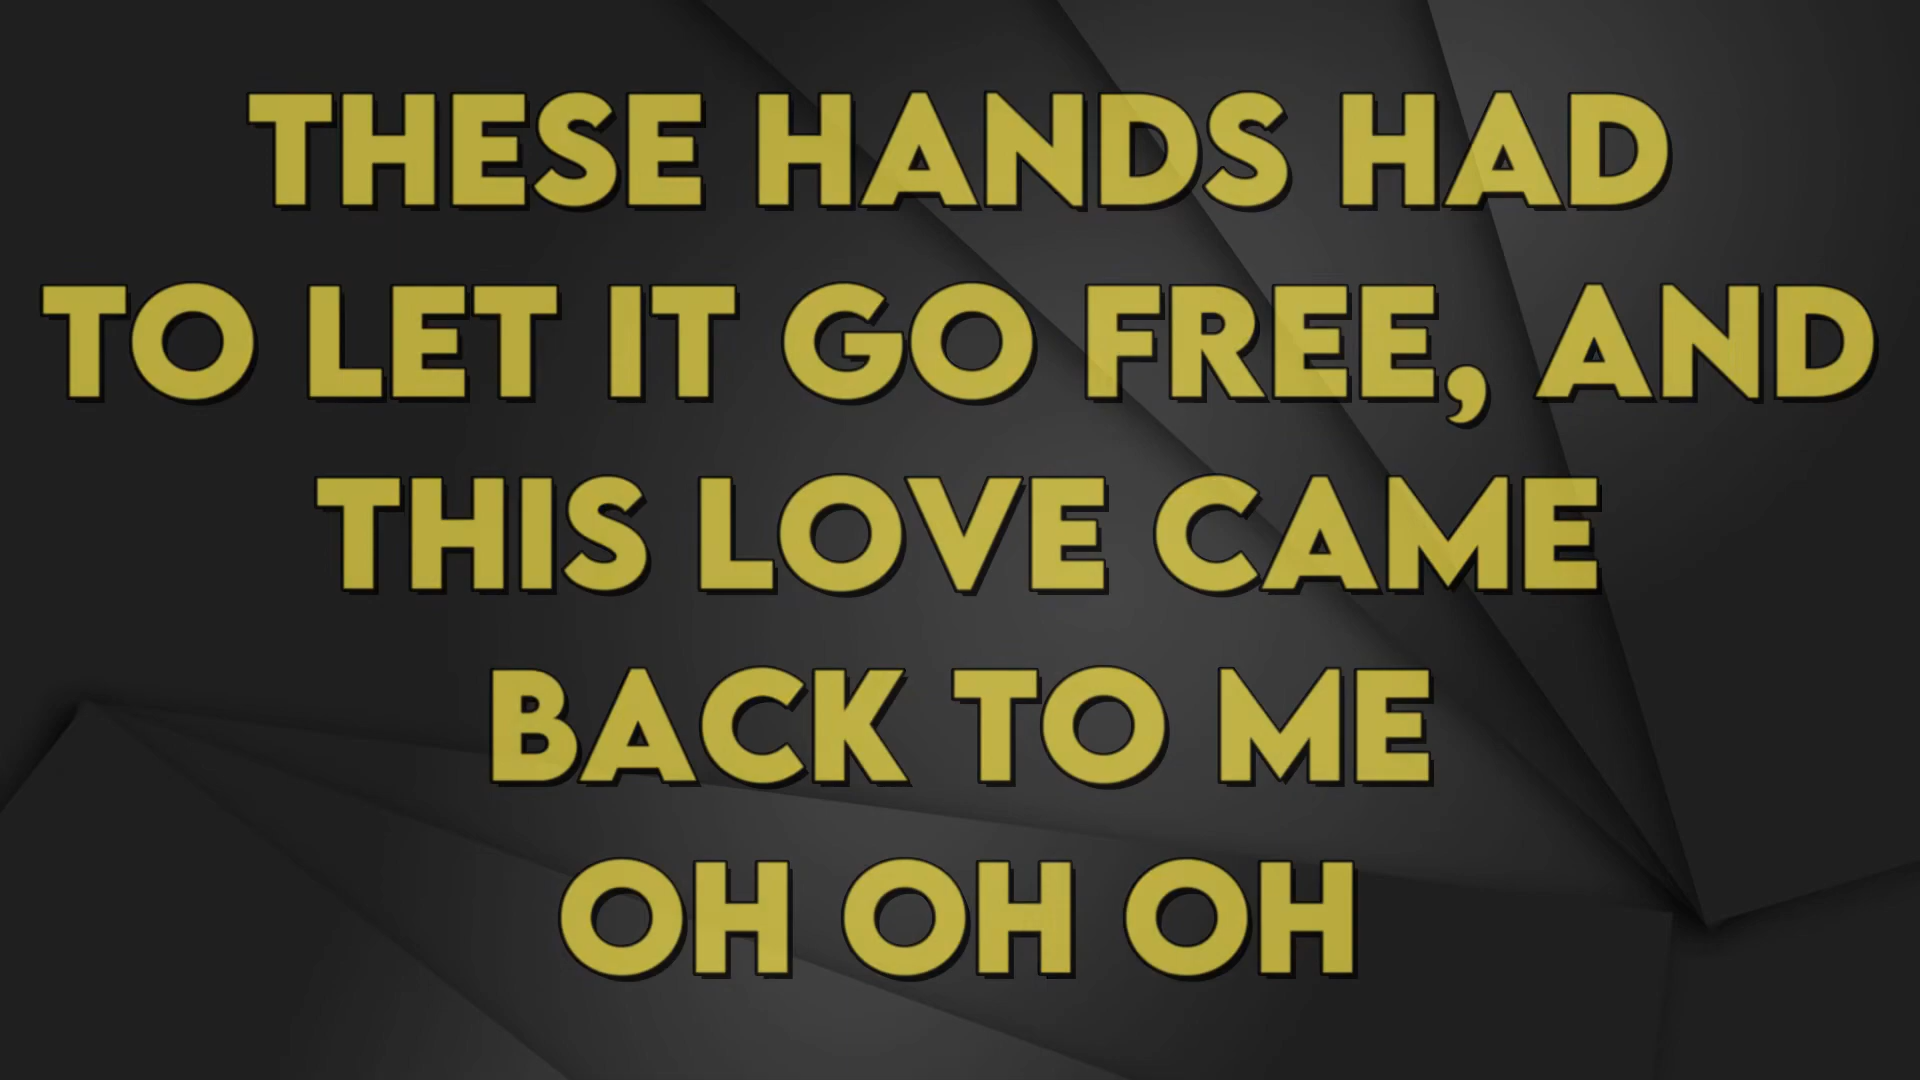 THESE HANDS HAD
TO LET IT GO FREE, AND
THIS LOVE CAME
BACK TO ME
OH OH OH